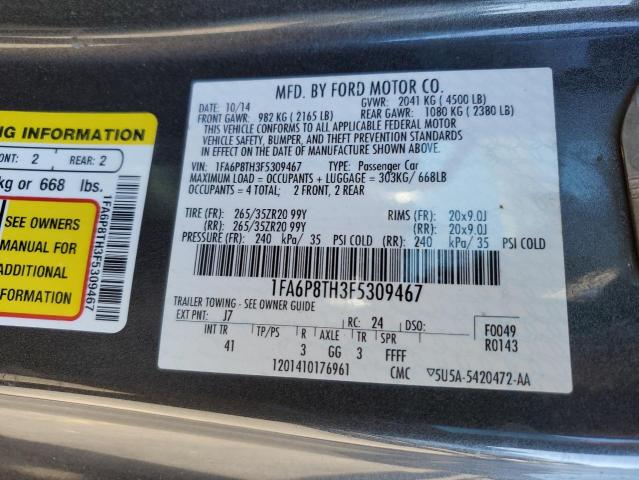 NG INFORMATION
ONT: 2 REAR: 2
kg or 668 lbs.
SEE OWNERS
MANUAL FOR
ADDITIONAL
INFORMATION
1FA6P8TH3F5309467
MFD. BY FORD MOTOR CO.
DATE: 10/14 GVWR: 2041 KG ( 4500 LB)
FRONT GAWR: 982 KG ( 2165 LB) REAR GAWR: 1080 KG ( 2380 LB)
THIS VEHICLE CONFORMS TO ALL APPLICABLE FEDERAL MOTOR
VEHICLE SAFETY, BUMPER, AND THEFT PREVENTION STANDARDS
IN EFFECT ON THE DATE OF MANUFACTURE SHOWN ABOVE.
VIN: 1FA6P8TH3F5309467 TYPE: Passenger Car
MAXIMUM LOAD = OCCUPANTS + LUGGAGE = 303KG/ 668LB
OCCUPANTS = 4 TOTAL; 2 FRONT, 2 REAR
TIRE (FR): 265/35ZR20 99Y RIMS (FR): 20x9.0J
(RR): 265/35ZR20 99Y (RR): 20x9.0J
PRESSURE (FR): 240 kPa/ 35 PSI COLD (RR) 240 kPa/ 35 PSI COLD
1FA6P8TH3F5309467
TRAILER TOWING - SEE OWNER GUIDE
EXT PNT: J7 RC: 24 DSO: F0049
INT TR TP/PS R AXLE TR SPR R0143
41 3 GG 3 FFFF
1201410176961 CMC ▽5U5A-5420472-AA